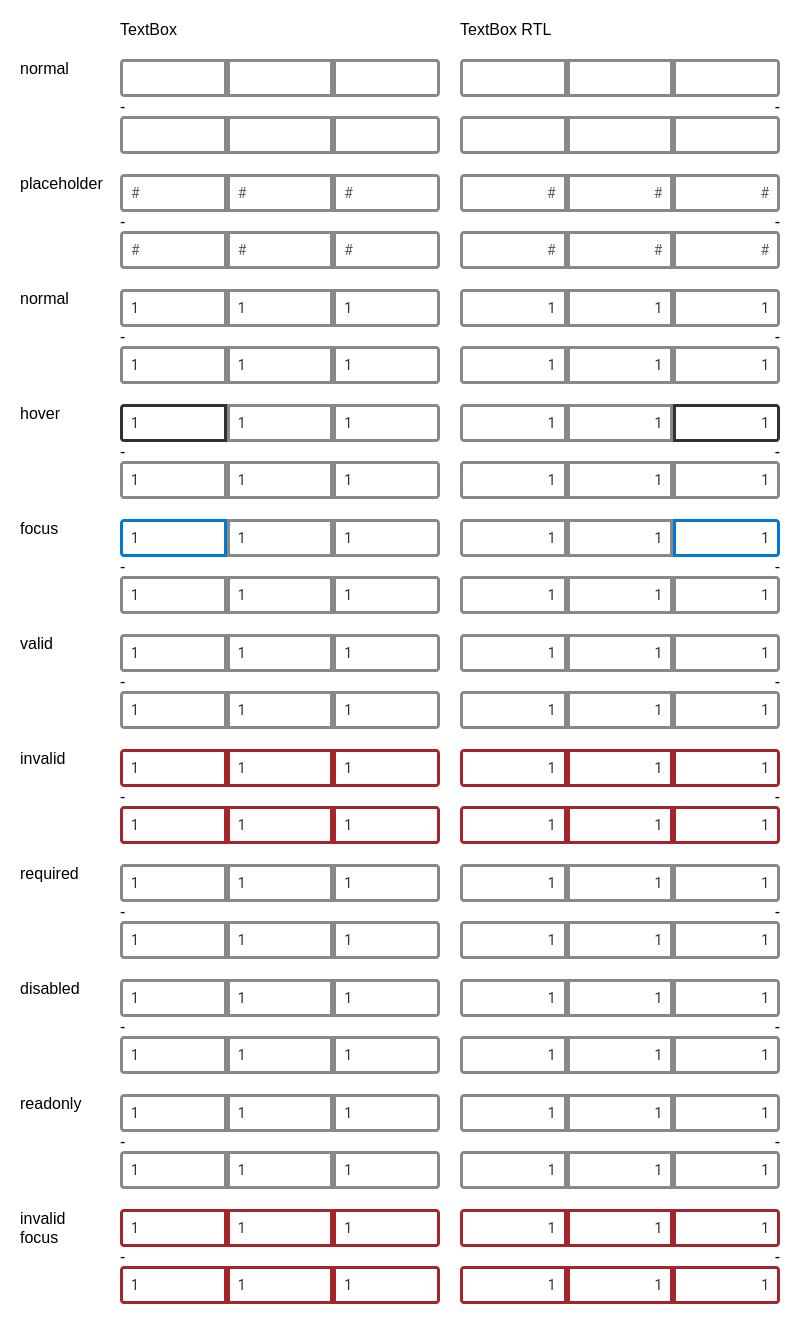 TextBox TextBox RTL
normal
- -
placeholder # # # # # #
- -
# # # # # #
normal 1 1 1 1 1 1
- -
1 1 1 1 1 1
hover 1 1 1 1 1 1
- -
1 1 1 1 1 1
focus 1 1 1 1 1 1
- -
1 1 1 1 1 1
valid 1 1 1 1 1 1
- -
1 1 1 1 1 1
invalid 1 1 1 1 1 1
- -
1 1 1 1 1 1
required 1 1 1 1 1 1
- -
1 1 1 1 1 1
disabled 1 1 1 1 1 1
- -
1 1 1 1 1 1
readonly 1 1 1 1 1 1
- -
1 1 1 1 1 1
invalid 1 1 1 1 1 1
focus
- -
1 1 1 1 1 1